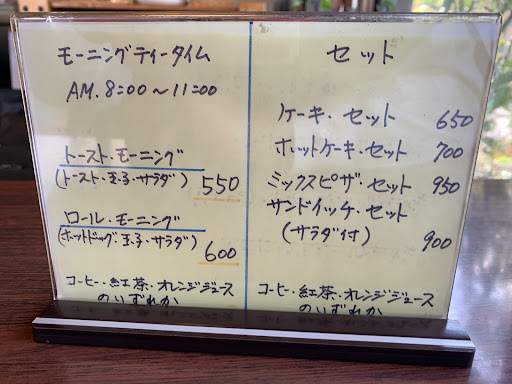 モーニングティータイム
AM. 8:00 ~ 11:00
トースト・モーニング
(トースト・玉子・サラダ) 550
ロール・モーニング
(ホットドッグ・玉子・サラダ) 600
コーヒー・紅茶・オレンジジュース
のいずれか
セット
ケーキ・セット 650
ホットケーキ・セット 700
ミックスピザ・セット 950
サンドイッチ・セット
(サラダ付) 900
コーヒー・紅茶・オレンジジュース
のいずれか